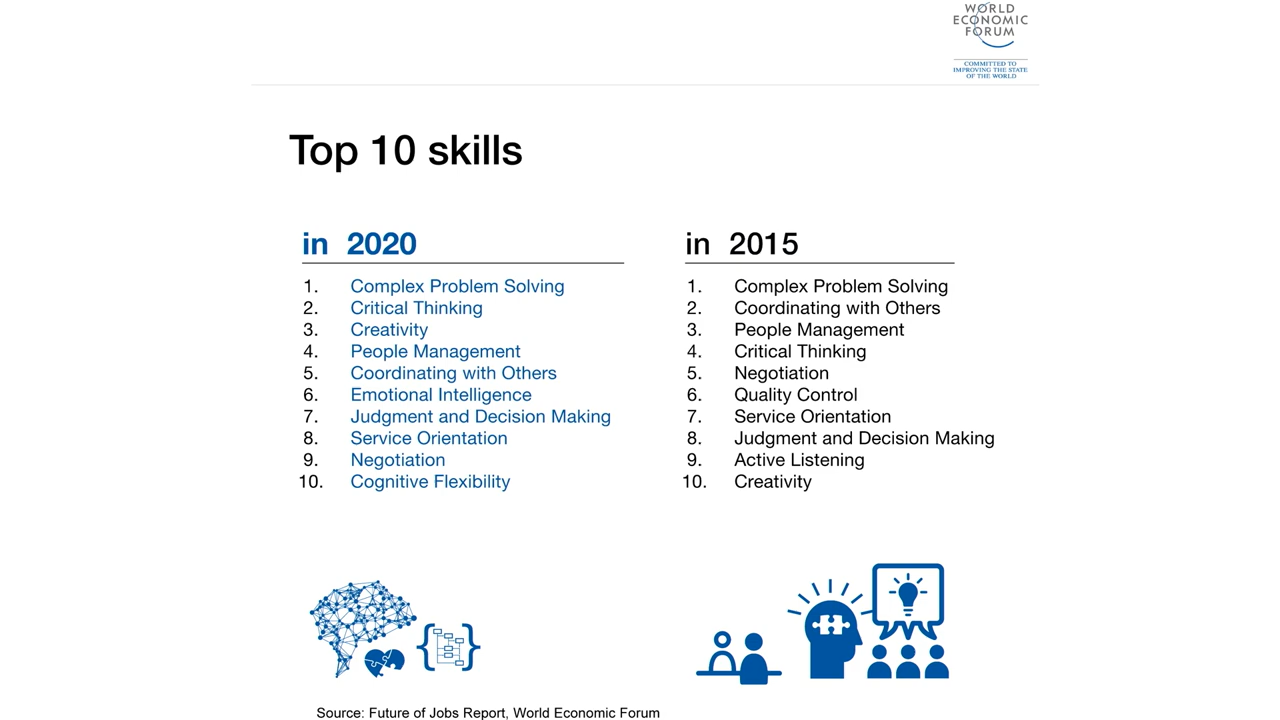 WORLD
ECONOMIC
FORUM
COMMITTED TO
IMPROVING THE STATE
OF THE WORLD
Top 10 skills
in 2020
1. Complex Problem Solving
2. Critical Thinking
3. Creativity
4. People Management
5. Coordinating with Others
6. Emotional Intelligence
7. Judgment and Decision Making
8. Service Orientation
9. Negotiation
10. Cognitive Flexibility
in 2015
1. Complex Problem Solving
2. Coordinating with Others
3. People Management
4. Critical Thinking
5. Negotiation
6. Quality Control
7. Service Orientation
8. Judgment and Decision Making
9. Active Listening
10. Creativity
Source: Future of Jobs Report, World Economic Forum